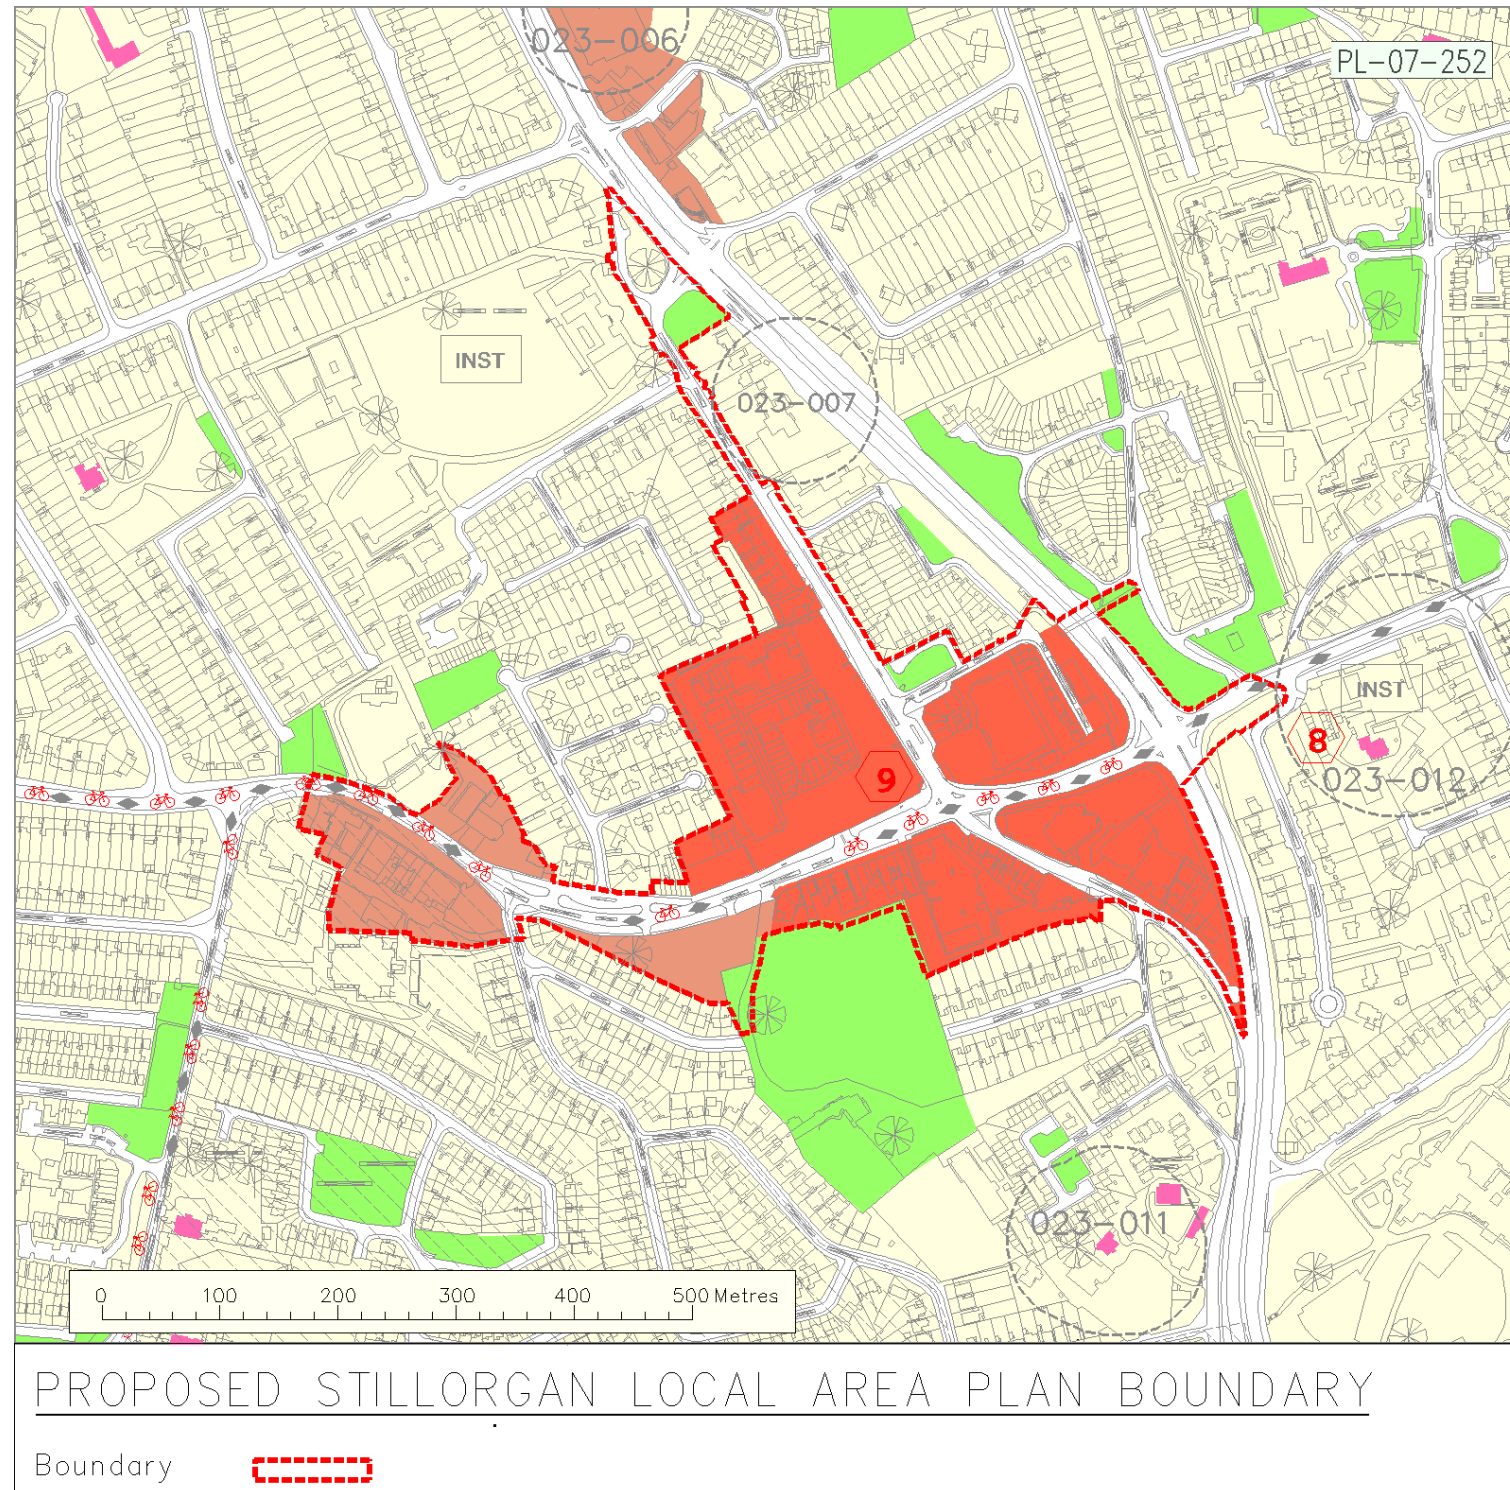 023-006
PL-07-252
INST
023-007
INST
8
9
023-012
023-011
0 100 200 300 400 500 Metres
PROPOSED STILLORGAN LOCAL AREA PLAN BOUNDARY
Boundary